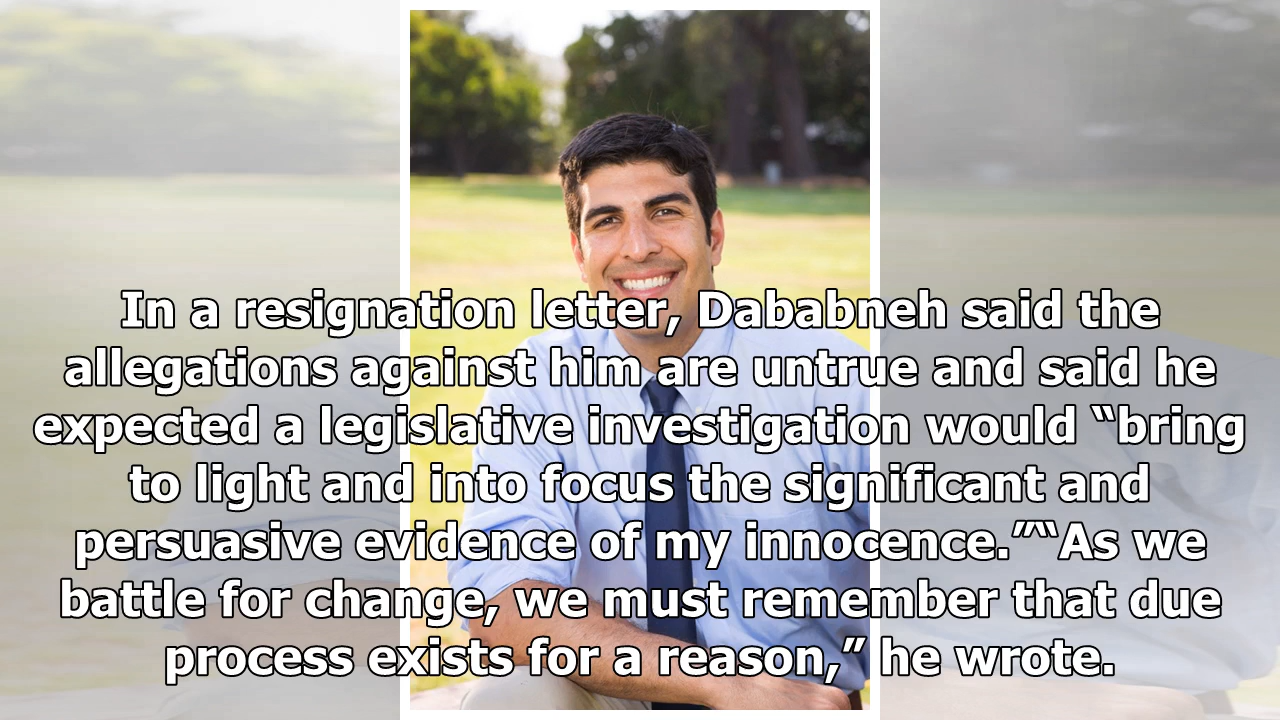 In a resignation letter, Dababneh said the
allegations against him are untrue and said he
expected a legislative investigation would “bring
to light and into focus the significant and
persuasive evidence of my innocence.”“As we
battle for change, we must remember that due
process exists for a reason,” he wrote.